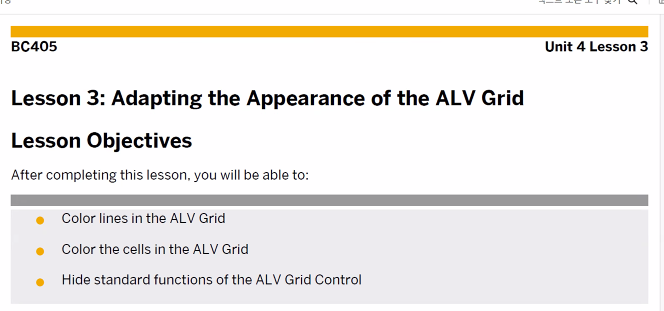 BC405
Unit 4 Lesson 3
Lesson 3: Adapting the Appearance of the ALV Grid
Lesson Objectives
After completing this lesson, you will be able to:
Color lines in the ALV Grid
Color the cells in the ALV Grid
Hide standard functions of the ALV Grid Control